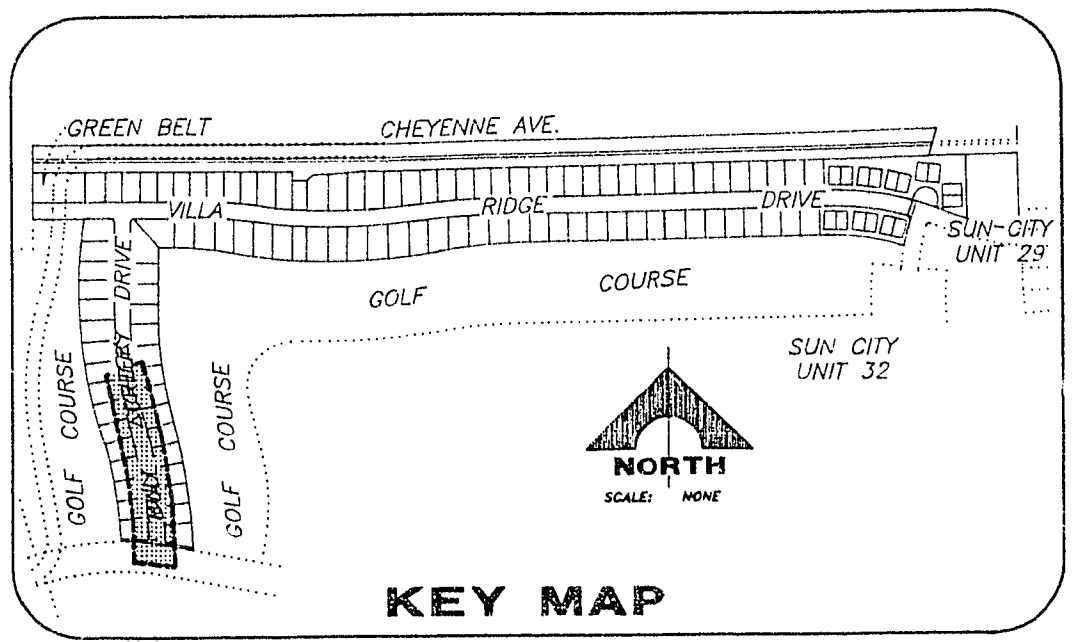 GREEN BELT
CHEYENNE AVE.
VILLA RIDGE DRIVE
SUN-CITY
UNIT 29
GOLF COURSE
SUN CITY
UNIT 32
DRIVE
GOLF COURSE
GOLF COURSE
NORTH
SCALE: NONE
KEY MAP